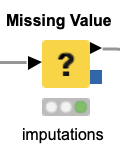 Missing Value
?
imputations